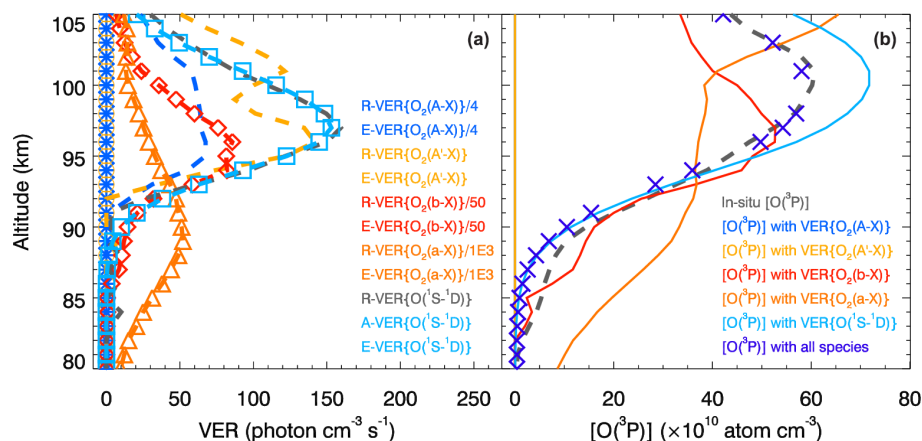 (a)
(b)
105
100
95
90
85
80
Altitude (km)
R-VER{O₂(A-X)}/4
E-VER{O₂(A-X)}/4
R-VER{O₂(A'-X)}
E-VER{O₂(A'-X)}
R-VER{O₂(b-X)}/50
E-VER{O₂(b-X)}/50
R-VER{O₂(a-X)}/1E3
E-VER{O₂(a-X)}/1E3
R-VER{O(¹S-¹D)}
A-VER{O(¹S-¹D)}
E-VER{O(¹S-¹D)}
In-situ [O(³P)]
[O(³P)] with VER{O₂(A-X)}
[O(³P)] with VER{O₂(A'-X)}
[O(³P)] with VER{O₂(b-X)}
[O(³P)] with VER{O₂(a-X)}
[O(³P)] with VER{O(¹S-¹D)}
[O(³P)] with all species
0 50 100 150 200 250
0 20 40 60 80
VER (photon cm⁻³ s⁻¹)
[O(³P)] (×10¹⁰ atom cm⁻³)